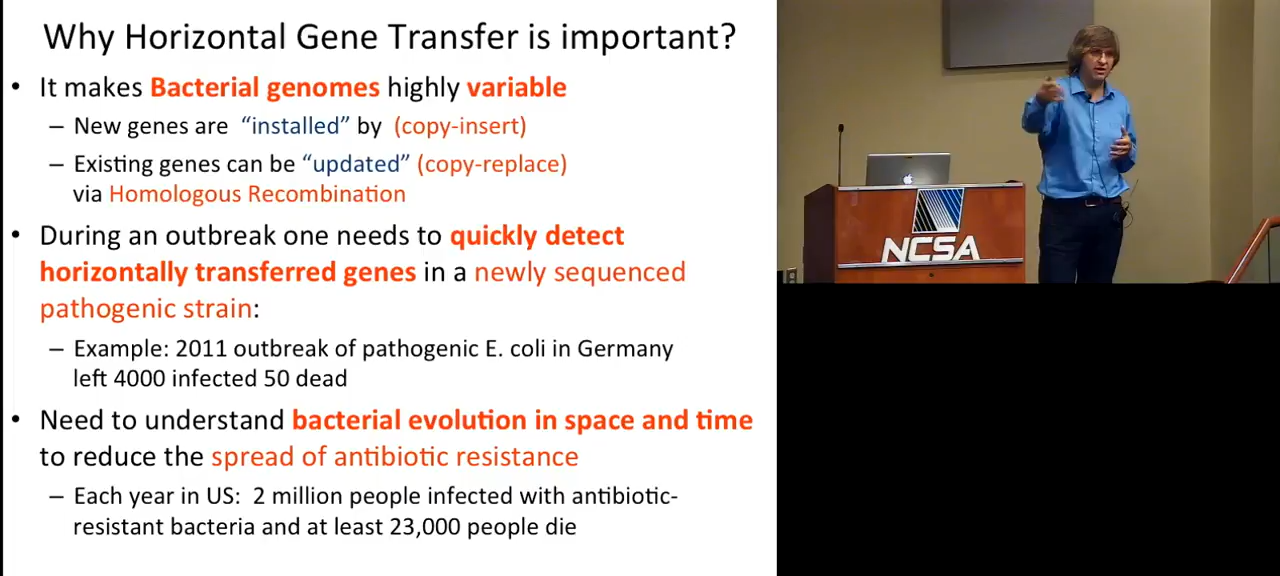 Why Horizontal Gene Transfer is important?
• It makes Bacterial genomes highly variable
– New genes are “installed” by (copy-insert)
– Existing genes can be “updated” (copy-replace)
via Homologous Recombination
• During an outbreak one needs to quickly detect
horizontally transferred genes in a newly sequenced
pathogenic strain:
– Example: 2011 outbreak of pathogenic E. coli in Germany
left 4000 infected 50 dead
• Need to understand bacterial evolution in space and time
to reduce the spread of antibiotic resistance
– Each year in US: 2 million people infected with antibiotic-
resistant bacteria and at least 23,000 people die
NCSA